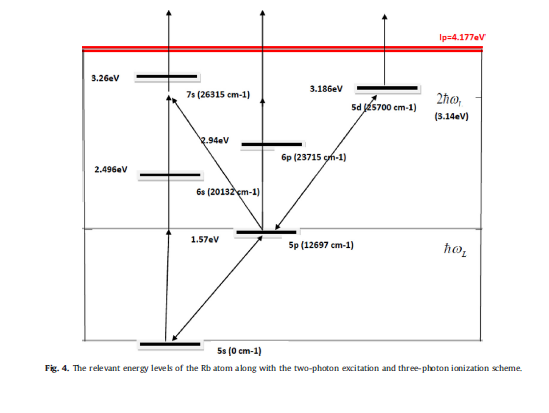 Ip=4.177eV
3.26eV
7s (26315 cm-1)
3.186eV
5d (25700 cm-1)
2ħωL
(3.14eV)
2.94eV
6p (23715 cm-1)
2.496eV
6s (20132 cm-1)
1.57eV
5p (12697 cm-1)
ħωL
5s (0 cm-1)
Fig. 4. The relevant energy levels of the Rb atom along with the two-photon excitation and three-photon ionization scheme.